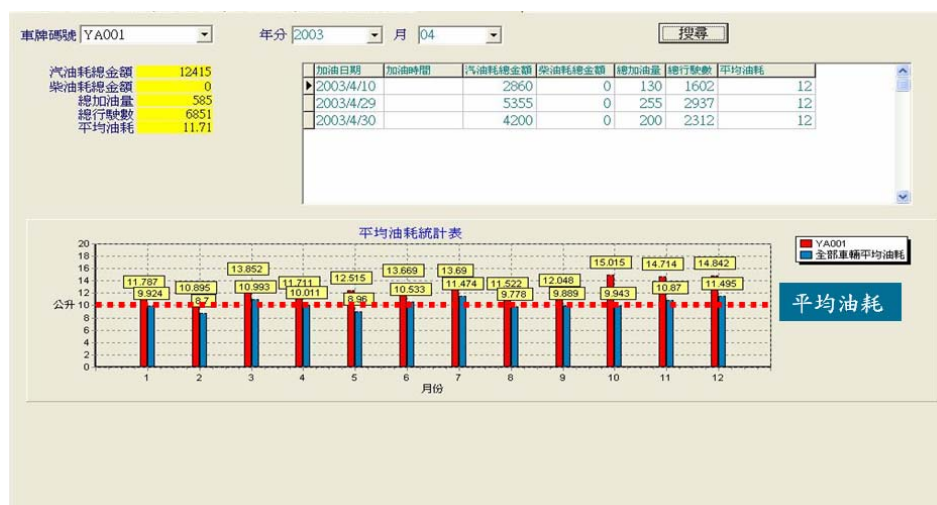 車牌碼號 YA001 年分 2003 月 04 搜尋
汽油耗總金額 12415
柴油耗總金額 0
總加油量 585
總行駛數 6851
平均油耗 11.71
加油日期 加油時間 汽油耗總金額 柴油耗總金額 總加油量 總行駛數 平均油耗
2003/4/10 2860 0 130 1602 12
2003/4/29 5355 0 255 2937 12
2003/4/30 4200 0 200 2312 12
平均油耗統計表
YA001
全部車輛平均油耗
平均油耗
公升
20
18
16
14
12
10
8
6
4
2
0
11.787 10.895 13.852 11.711 12.515 13.669 13.69 11.522 12.048 15.015 14.714 14.842
9.924 8.7 10.993 10.011 8.96 10.533 11.474 9.778 9.889 9.943 10.87 11.495
1 2 3 4 5 6 7 8 9 10 11 12
月份